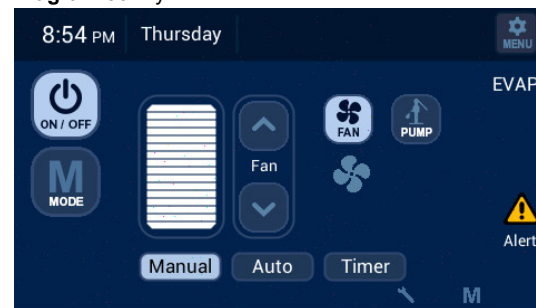 8:54 PM Thursday
MENU
ON / OFF
EVAP
FAN PUMP
Fan
M
MODE
Alert
Manual Auto Timer
M